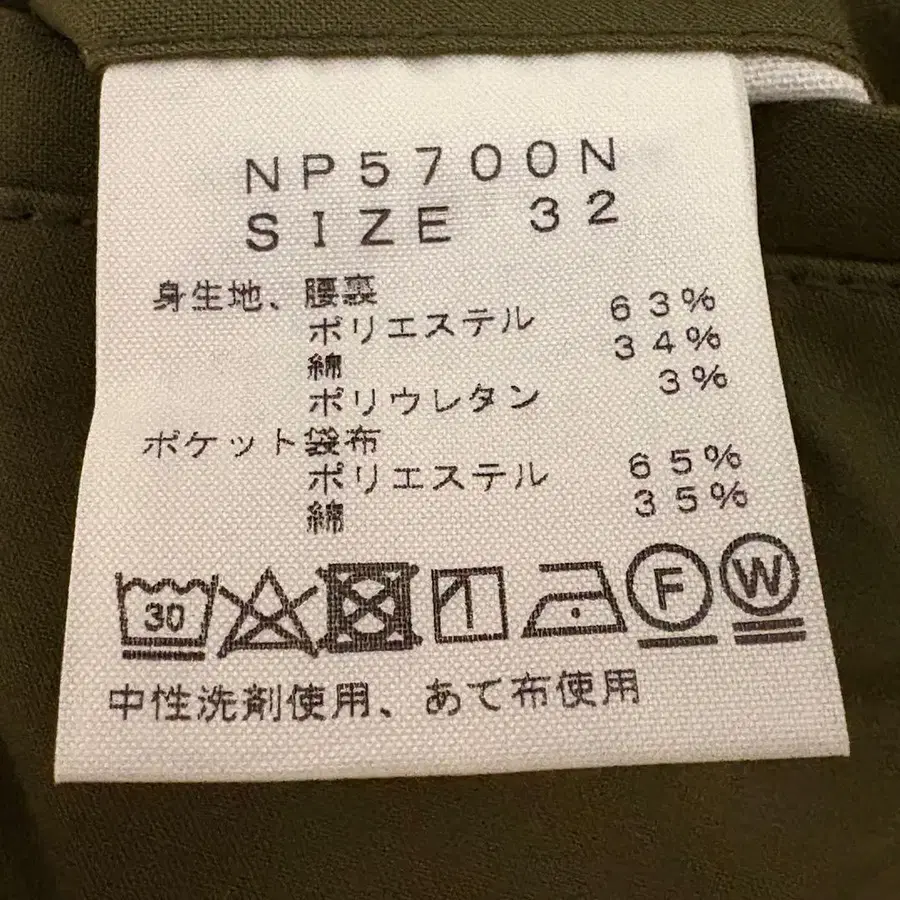 NP5700N
SIZE 32
身生地、腰裏
ポリエステル 63%
綿 34%
ポリウレタン 3%
ポケット袋布
ポリエステル 65%
綿 35%
30 F W
中性洗剤使用、あて布使用